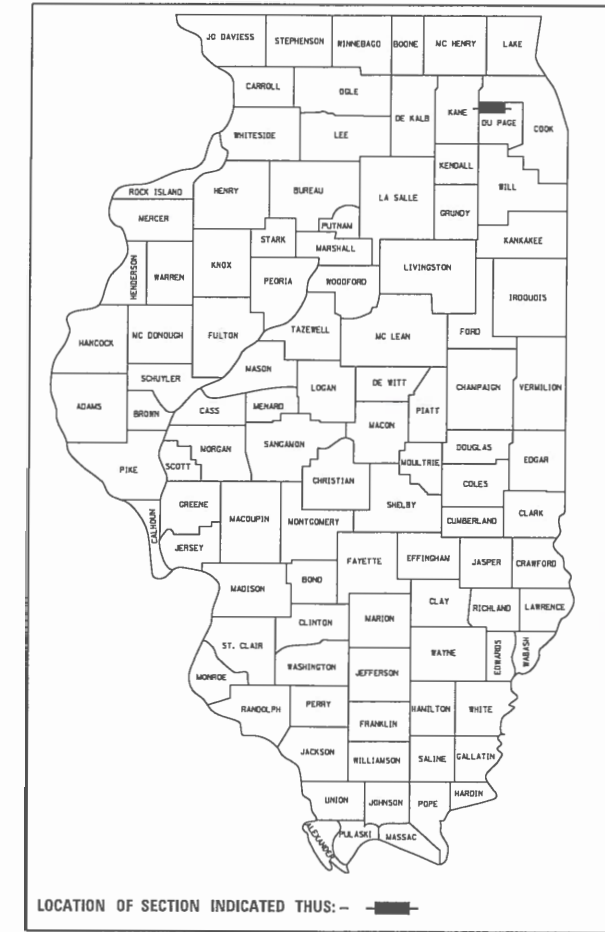 JO DAVIESS
STEPHENSON
WINNEBAGO
BOONE
MC HENRY
LAKE
CARROLL
OGLE
DE KALB
KANE
DU PAGE
COOK
WHITESIDE
LEE
KENDALL
WILL
ROCK ISLAND
HENRY
BUREAU
LA SALLE
GRUNDY
MERCER
PUTNAM
STARK
MARSHALL
KANKAKEE
HENDERSON
WARREN
KNOX
PEORIA
WOODFORD
LIVINGSTON
IROQUOIS
HANCOCK
MC DONOUGH
FULTON
TAZEWELL
MC LEAN
FORD
SCHUYLER
MASON
ADAMS
BROWN
CASS
MENARD
LOGAN
DE WITT
PIATT
CHAMPAIGN
VERMILION
MACON
PIKE
SCOTT
MORGAN
SANGAMON
CHRISTIAN
MOULTRIE
DOUGLAS
EDGAR
COLES
SHELBY
CALHOUN
GREENE
MACOUPIN
MONTGOMERY
CUMBERLAND
CLARK
JERSEY
FAYETTE
EFFINGHAM
JASPER
CRAWFORD
MADISON
BOND
CLAY
RICHLAND
LAWRENCE
CLINTON
MARION
ST. CLAIR
WAYNE
EDWARDS
WABASH
MONROE
WASHINGTON
JEFFERSON
RANDOLPH
PERRY
HAMILTON
WHITE
FRANKLIN
JACKSON
WILLIAMSON
SALINE
GALLATIN
UNION
JOHNSON
POPE
HARDIN
ALEXANDER
PULASKI
MASSAC
LOCATION OF SECTION INDICATED THUS:-